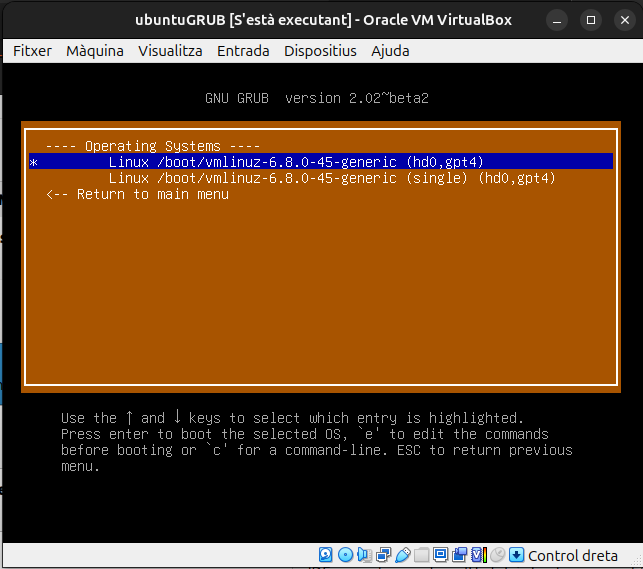 ubuntuGRUB [S'està executant] - Oracle VM VirtualBox
Fitxer Màquina Visualitza Entrada Dispositius Ajuda
GNU GRUB version 2.02~beta2
---- Operating Systems ----
* Linux /boot/vmlinuz-6.8.0-45-generic (hd0,gpt4)
Linux /boot/vmlinuz-6.8.0-45-generic (single) (hd0,gpt4)
<-- Return to main menu
Use the ↑ and ↓ keys to select which entry is highlighted.
Press enter to boot the selected OS, `e' to edit the commands
before booting or `c' for a command-line. ESC to return previous
menu.
Control dreta